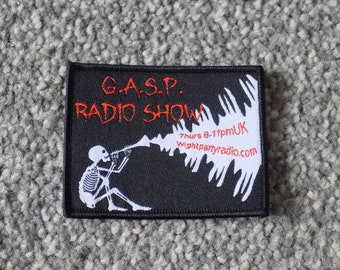 G.A.S.P.
RADIO SHOW
Thurs 8-11pmUK
wightpartyradio.com